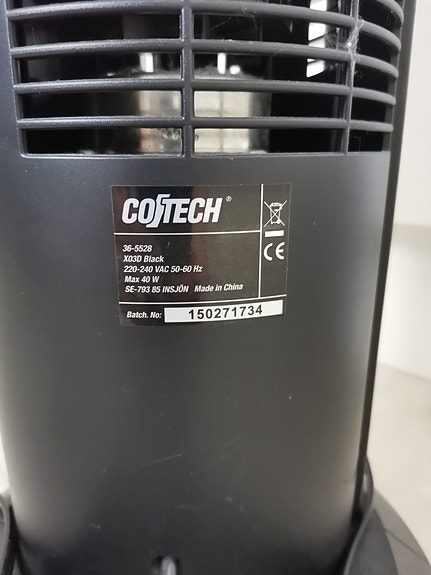 COTECH®
36-5528
X03D Black
220-240 VAC 50-60 Hz
Max 40 W
SE-793 85 INSJÖN Made in China
Batch. No: 150271734
CE